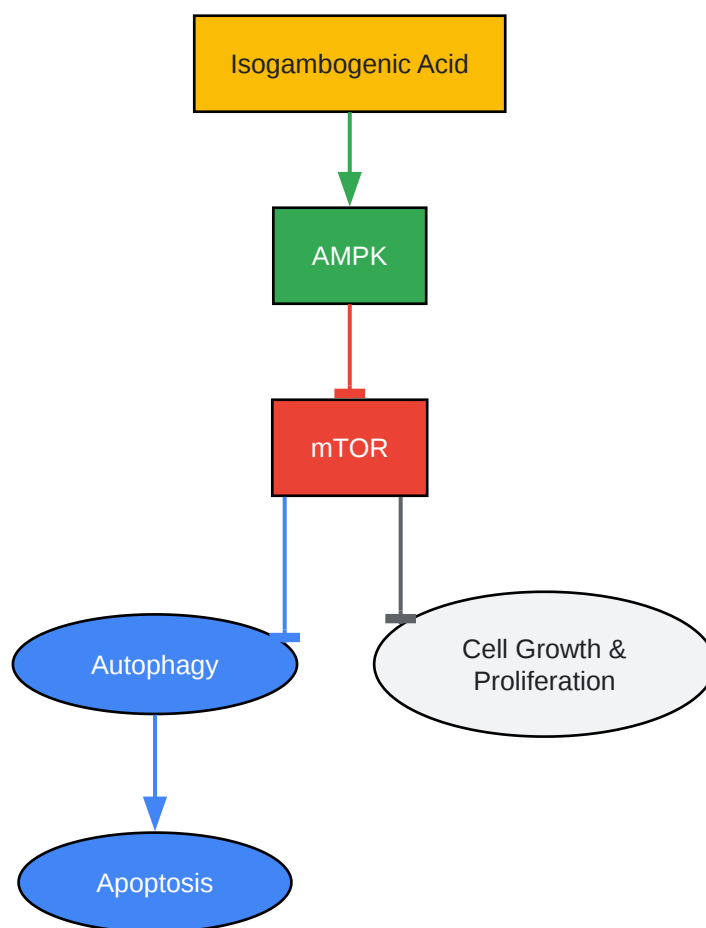 Isogambogenic Acid
AMPK
mTOR
Autophagy
Cell Growth &
Proliferation
Apoptosis